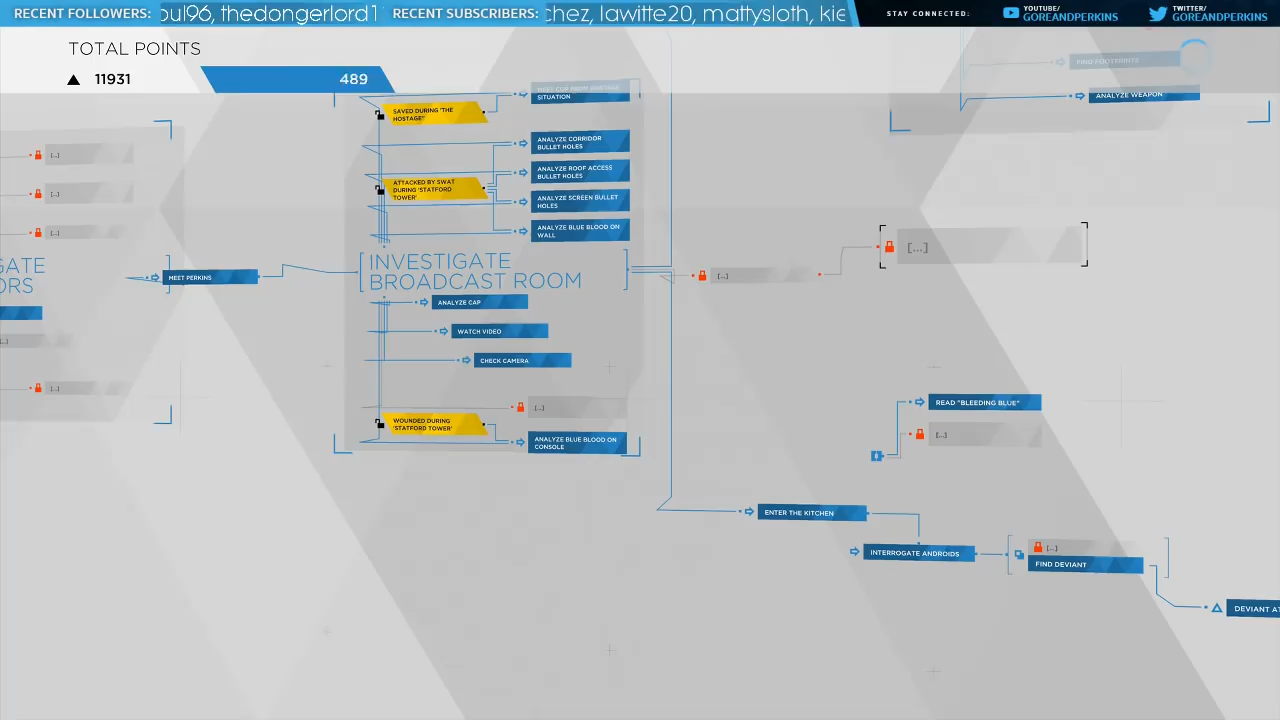 RECENT FOLLOWERS: oul96, thedongerlord1 RECENT SUBSCRIBERS: chez, lawitte20, mattysloth, kie
STAY CONNECTED: YOUTUBE/ GOREANDPERKINS TWITTER/ GOREANDPERKINS
TOTAL POINTS
11931
489
FIND FOOTPRINTS
ANALYZE WEAPON
SITUATION
SAVED DURING 'THE
HOSTAGE'
ANALYZE CORRIDOR
BULLET HOLES
ANALYZE ROOF ACCESS
BULLET HOLES
ATTACKED BY SWAT
DURING 'STATFORD
TOWER'
ANALYZE SCREEN BULLET
HOLES
ANALYZE BLUE BLOOD ON
WALL
[...]
[...]
[...]
GATE
ORS
[...]
[...]
MEET PERKINS
INVESTIGATE
BROADCAST ROOM
ANALYZE CAP
WATCH VIDEO
CHECK CAMERA
[...]
WOUNDED DURING
'STATFORD TOWER'
ANALYZE BLUE BLOOD ON
CONSOLE
[...]
[...]
READ "BLEEDING BLUE"
[...]
ENTER THE KITCHEN
INTERROGATE ANDROIDS
[...]
FIND DEVIANT
DEVIANT AT